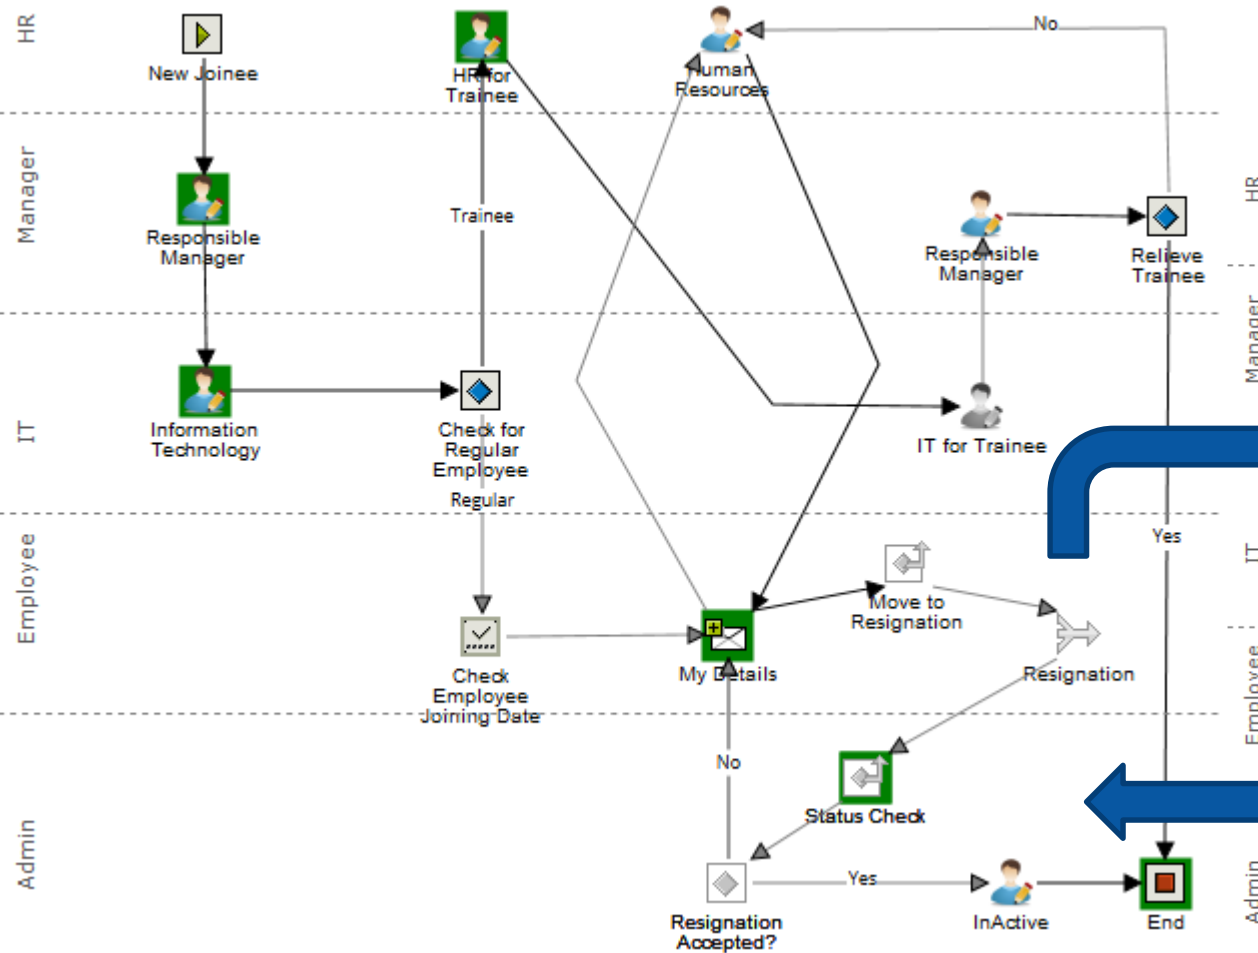 HR
New Joinee
HR for
Trainee
Human
Resources
No
Manager
Responsible
Manager
Trainee
Responsible
Manager
Relieve
Trainee
HR
Manager
IT
Information
Technology
Check for
Regular
Employee
Regular
IT for Trainee
Yes
IT
Employee
Check
Employee
Joining Date
My Details
Move to
Resignation
Resignation
Employee
No
Status Check
Admin
Resignation
Accepted?
Yes
InActive
End
Admin